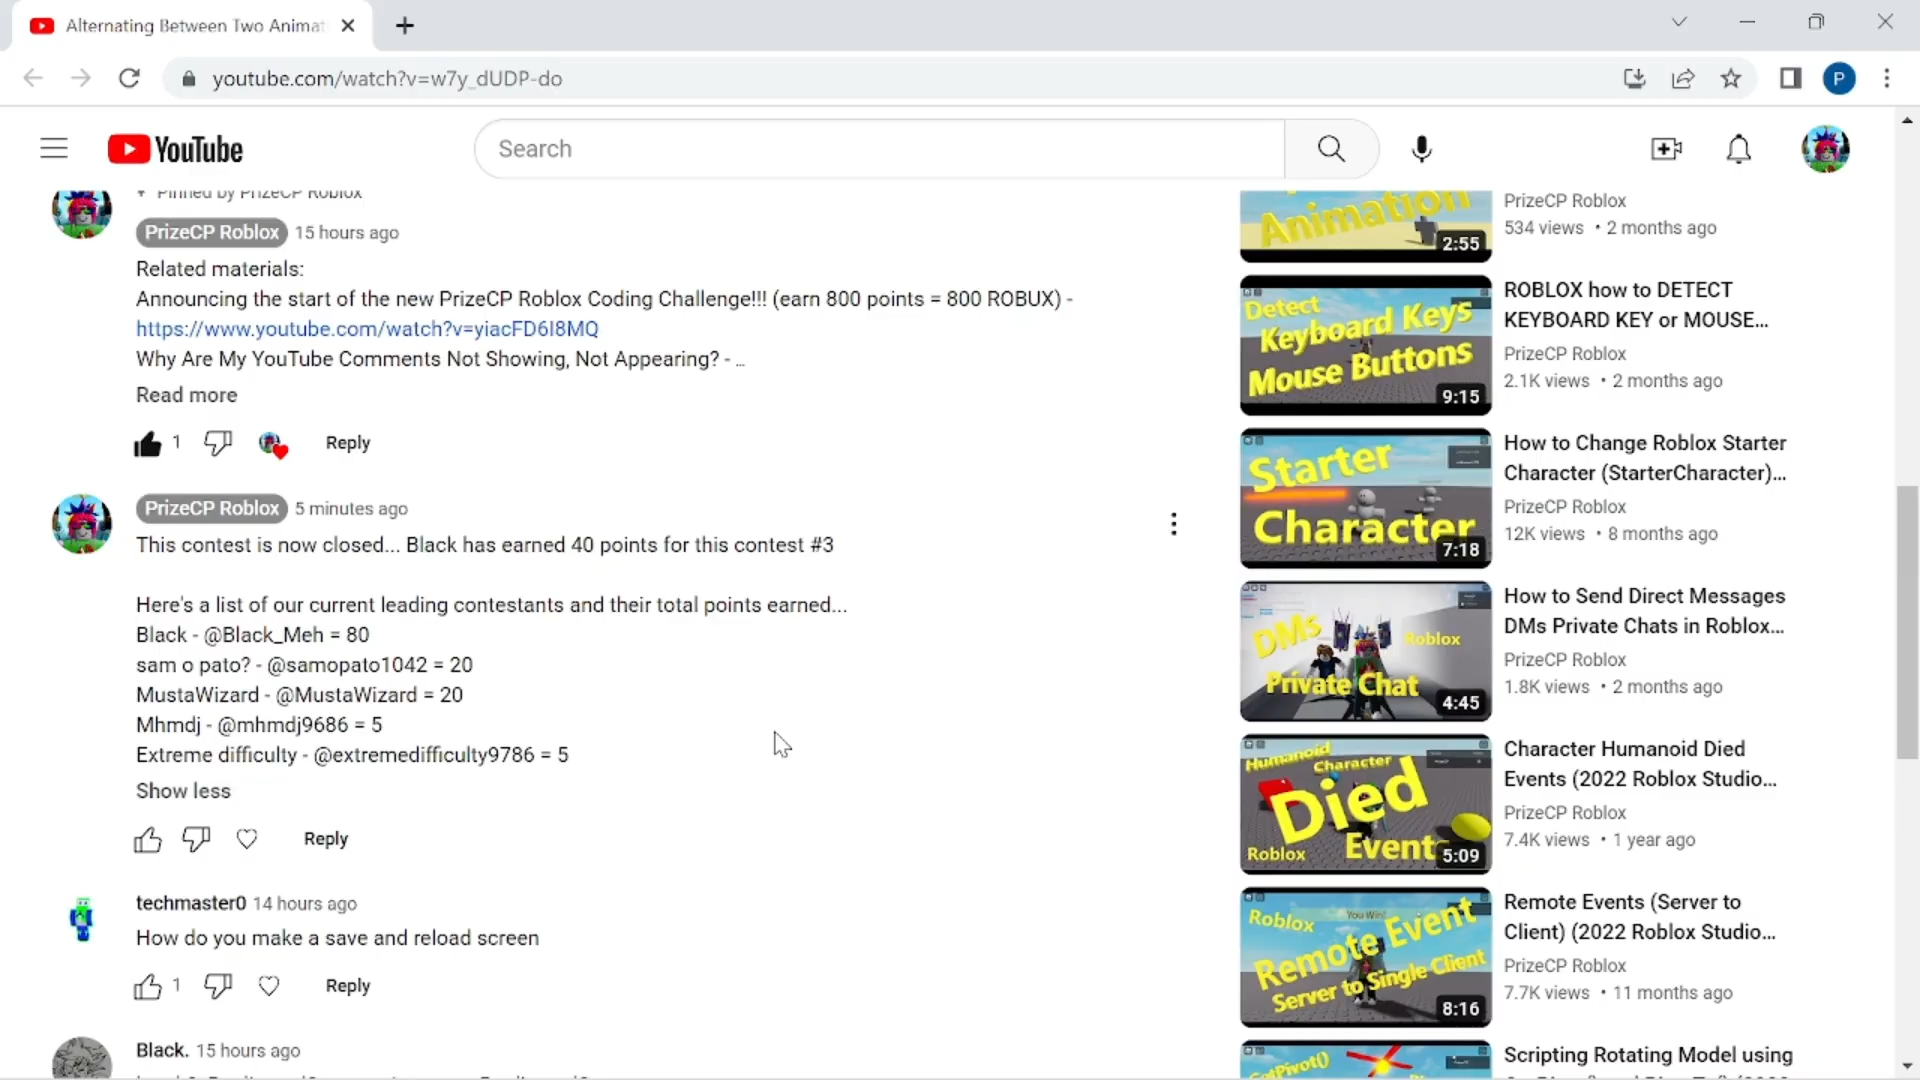 Alternating Between Two Animat
youtube.com/watch?v=w7y_dUDP-do
P
YouTube
Search
Pinned by PrizeCP Roblox
PrizeCP Roblox 15 hours ago
Related materials:
Announcing the start of the new PrizeCP Roblox Coding Challenge!!! (earn 800 points = 800 ROBUX) -
https://www.youtube.com/watch?v=yiacFD6I8MQ
Why Are My YouTube Comments Not Showing, Not Appearing? - ...
Read more
1 Reply
PrizeCP Roblox 5 minutes ago
This contest is now closed... Black has earned 40 points for this contest #3
Here's a list of our current leading contestants and their total points earned...
Black - @Black_Meh = 80
sam o pato? - @samopato1042 = 20
MustaWizard - @MustaWizard = 20
Mhmdj - @mhmdj9686 = 5
Extreme difficulty - @extremedifficulty9786 = 5
Show less
Reply
techmaster0 14 hours ago
How do you make a save and reload screen
1 Reply
Black. 15 hours ago
Animation
2:55
PrizeCP Roblox
534 views • 2 months ago
Detect
Keyboard Keys
Mouse Buttons
9:15
ROBLOX how to DETECT
KEYBOARD KEY or MOUSE...
PrizeCP Roblox
2.1K views • 2 months ago
Starter
Character
7:18
How to Change Roblox Starter
Character (StarterCharacter)...
PrizeCP Roblox
12K views • 8 months ago
DMs
Roblox
Private Chat
4:45
How to Send Direct Messages
DMs Private Chats in Roblox...
PrizeCP Roblox
1.8K views • 2 months ago
Humanoid
Character
Died
Roblox
Event
5:09
Character Humanoid Died
Events (2022 Roblox Studio...
PrizeCP Roblox
7.4K views • 1 year ago
Roblox
You Win!
Remote Event
Server to Single Client
8:16
Remote Events (Server to
Client) (2022 Roblox Studio...
PrizeCP Roblox
7.7K views • 11 months ago
GetPivot()
Scripting Rotating Model using